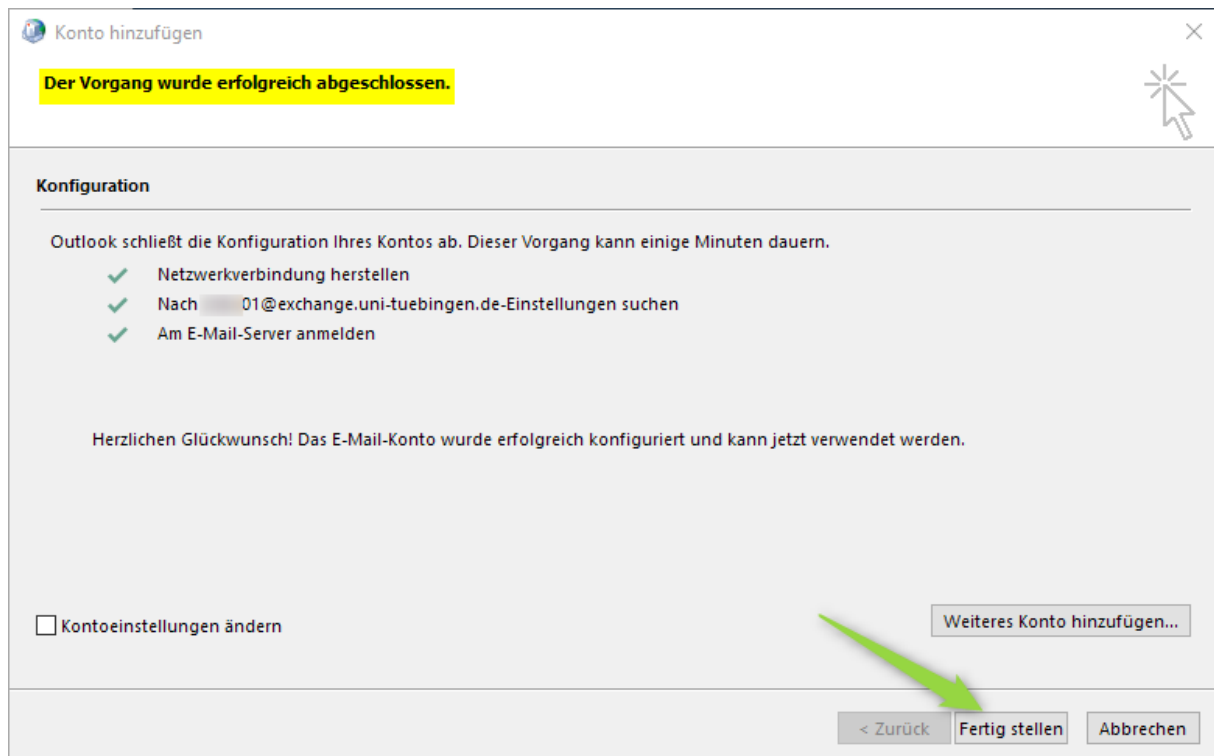 Konto hinzufügen
Der Vorgang wurde erfolgreich abgeschlossen.
Konfiguration
Outlook schließt die Konfiguration Ihres Kontos ab. Dieser Vorgang kann einige Minuten dauern.
Netzwerkverbindung herstellen
Nach 01@exchange.uni-tuebingen.de-Einstellungen suchen
Am E-Mail-Server anmelden
Herzlichen Glückwunsch! Das E-Mail-Konto wurde erfolgreich konfiguriert und kann jetzt verwendet werden.
Kontoeinstellungen ändern
Weiteres Konto hinzufügen...
< Zurück Fertig stellen Abbrechen